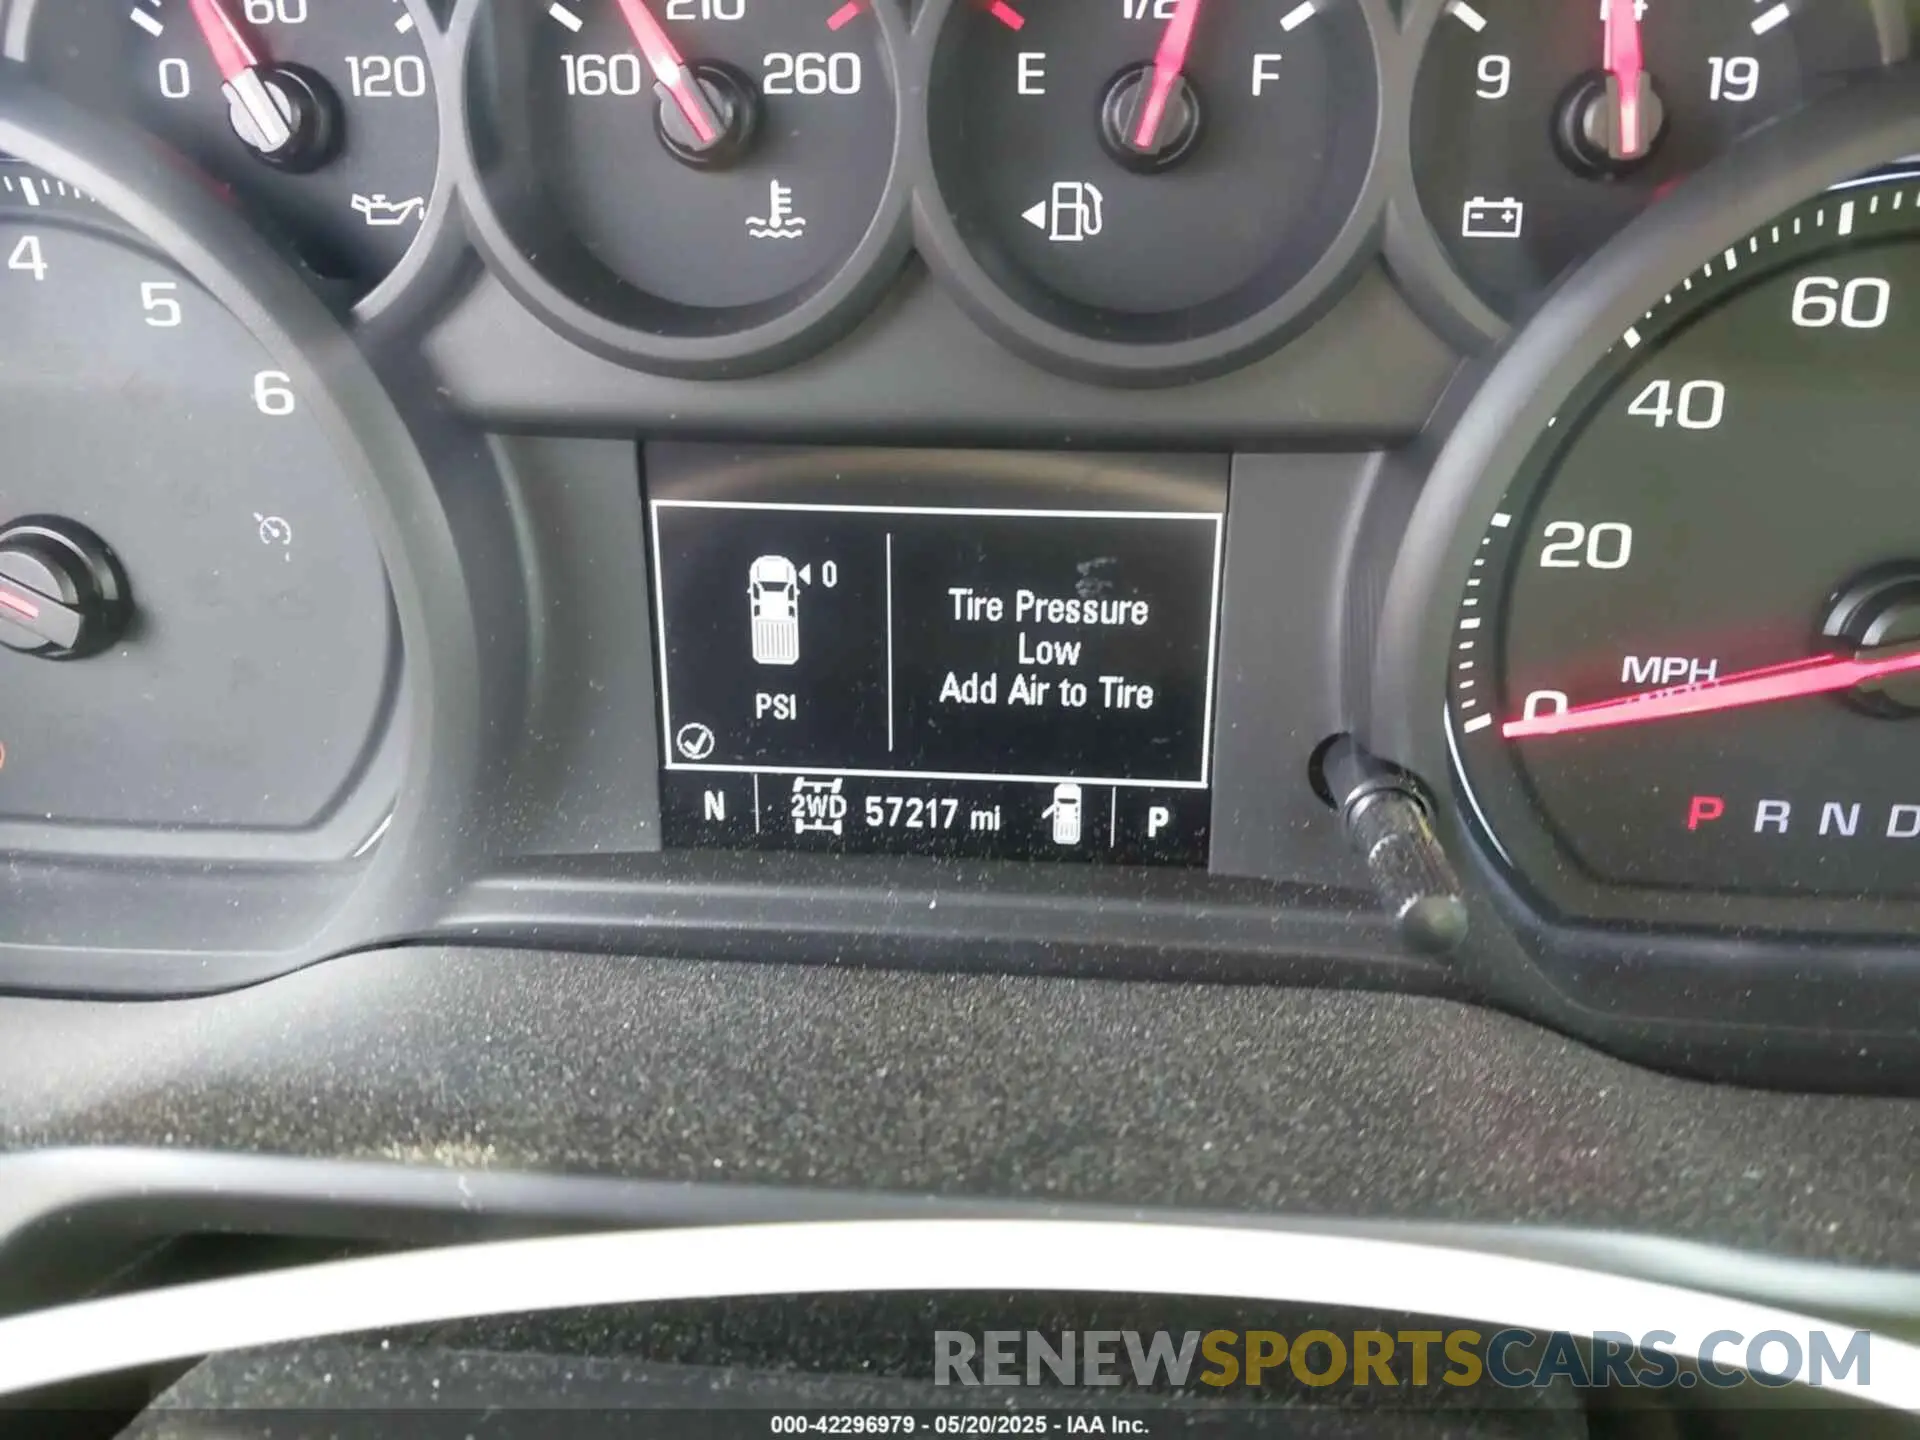 0 60 120
160 210 260
E 1/2 F
9 14 19
4
5
6
60
40
20
0
MPH
0
Tire Pressure
Low
Add Air to Tire
PSI
N 2WD 57217 mi P
P R N D
RENEWSPORTSCARS.COM
000-42296979 - 05/20/2025 - IAA Inc.